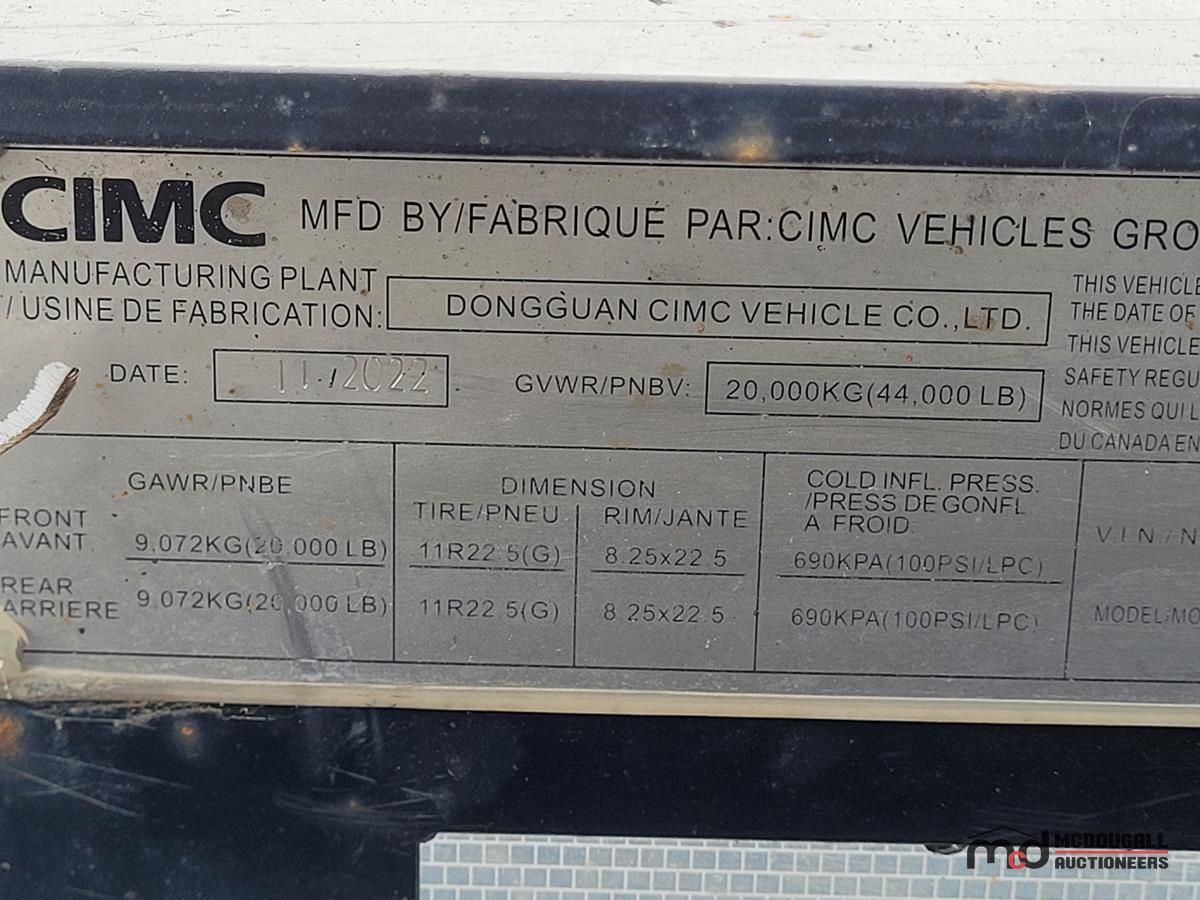 CIMC MFD BY/FABRIQUÉ PAR:CIMC VEHICLES GRO
MANUFACTURING PLANT
/ USINE DE FABRICATION: DONGGUAN CIMC VEHICLE CO.,LTD.
DATE: 11/2022 GVWR/PNBV: 20,000KG(44,000 LB)
THIS VEHICLE
THE DATE OF
THIS VEHICLE
SAFETY REGU
NORMES QUI L
DU CANADA EN
GAWR/PNBE
FRONT
AVANT 9,072KG(20,000 LB)
REAR
ARRIERE 9,072KG(20,000 LB)
DIMENSION
TIRE/PNEU RIM/JANTE
11R22.5(G) 8.25x22.5
11R22.5(G) 8.25x22.5
COLD INFL. PRESS.
/PRESS DE GONFL
A FROID.
690KPA(100PSI/LPC)
690KPA(100PSI/LPC)
V.I.N / N
MODEL/MO
mcd MCDOUGALL
AUCTIONEERS